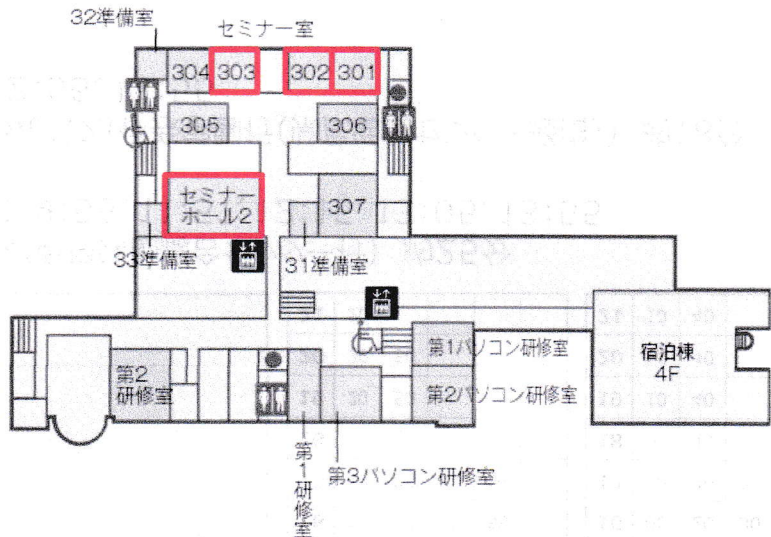 32準備室
セミナー室
304
303
302
301
305
306
セミナー
ホール2
307
33準備室
31準備室
第1パソコン研修室
宿泊棟
4F
第2
研修室
第2パソコン研修室
第1研修室
第3パソコン研修室